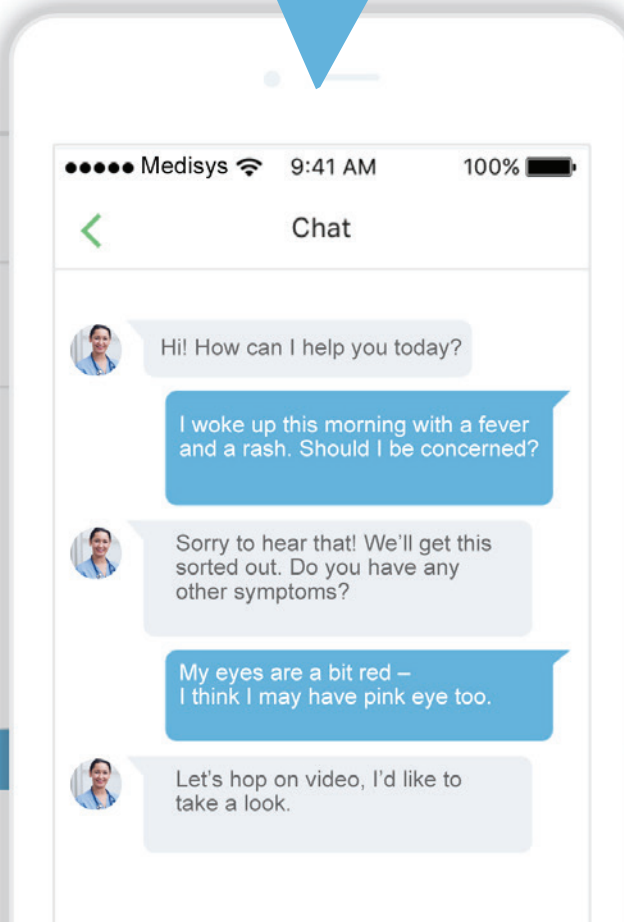 Medisys 9:41 AM 100%
Chat
Hi! How can I help you today?
I woke up this morning with a fever
and a rash. Should I be concerned?
Sorry to hear that! We’ll get this
sorted out. Do you have any
other symptoms?
My eyes are a bit red –
I think I may have pink eye too.
Let’s hop on video, I’d like to
take a look.